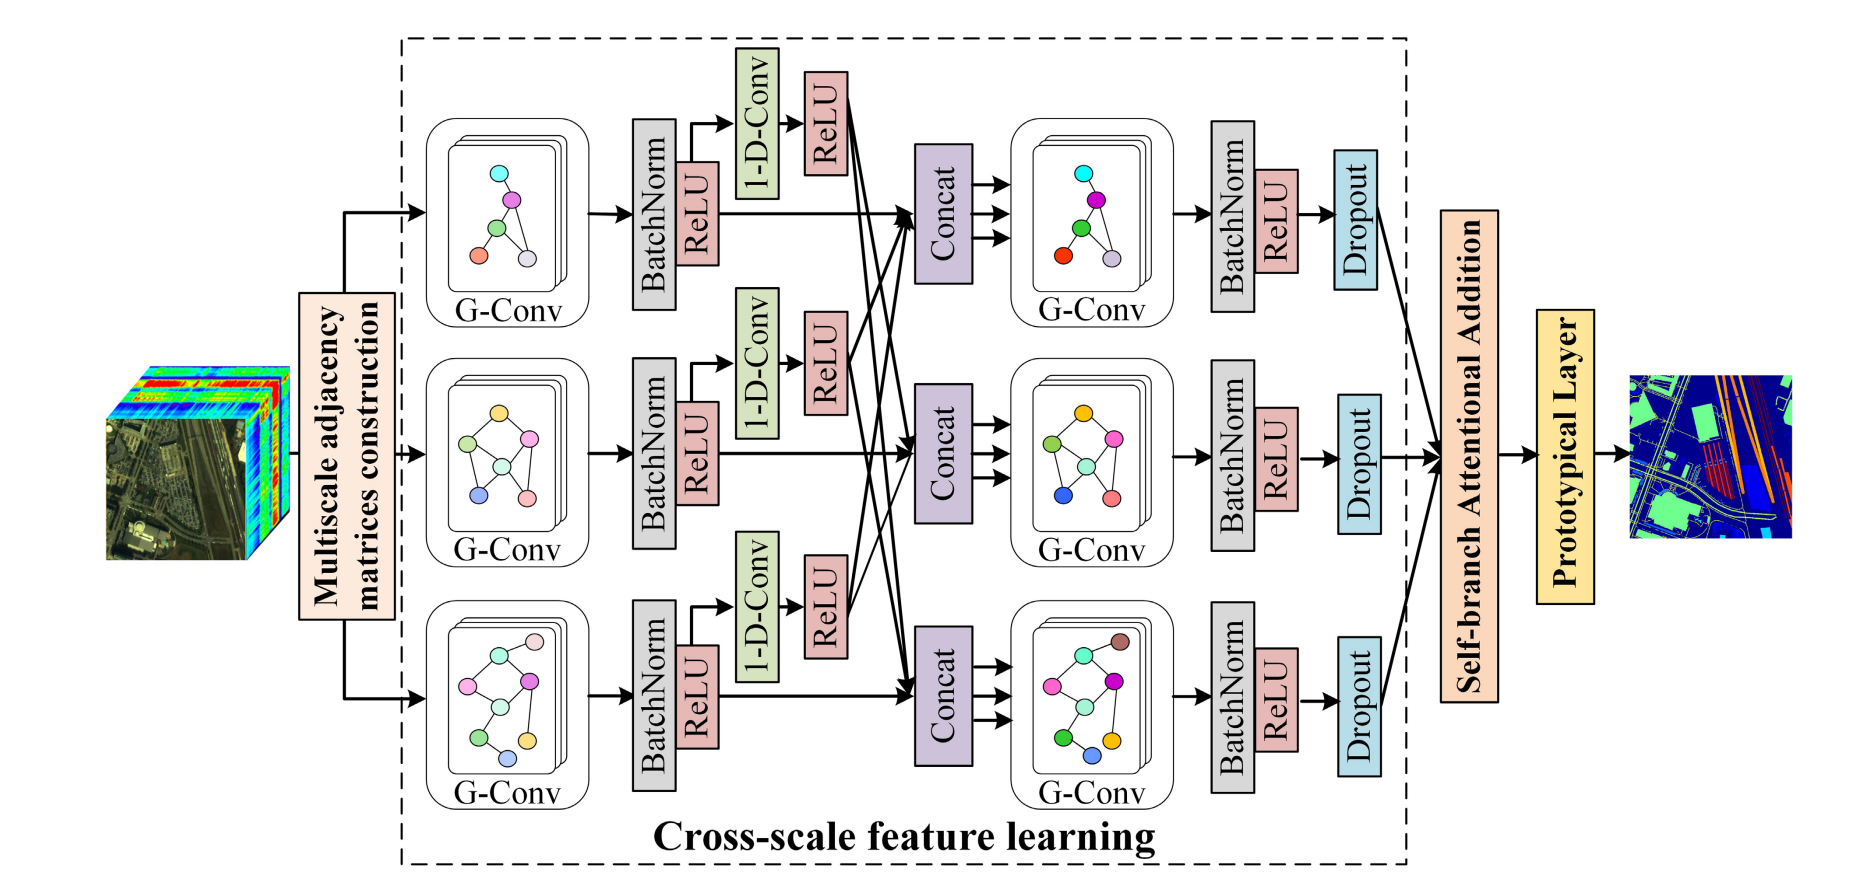 Multiscale adjacency
matrices construction
G-Conv
BatchNorm
ReLU
1-D-Conv
ReLU
Concat
G-Conv
BatchNorm
ReLU
Dropout
G-Conv
BatchNorm
ReLU
1-D-Conv
ReLU
Concat
G-Conv
BatchNorm
ReLU
Dropout
G-Conv
BatchNorm
ReLU
1-D-Conv
ReLU
Concat
G-Conv
BatchNorm
ReLU
Dropout
Cross-scale feature learning
Self-branch Attentional Addition
Prototypical Layer